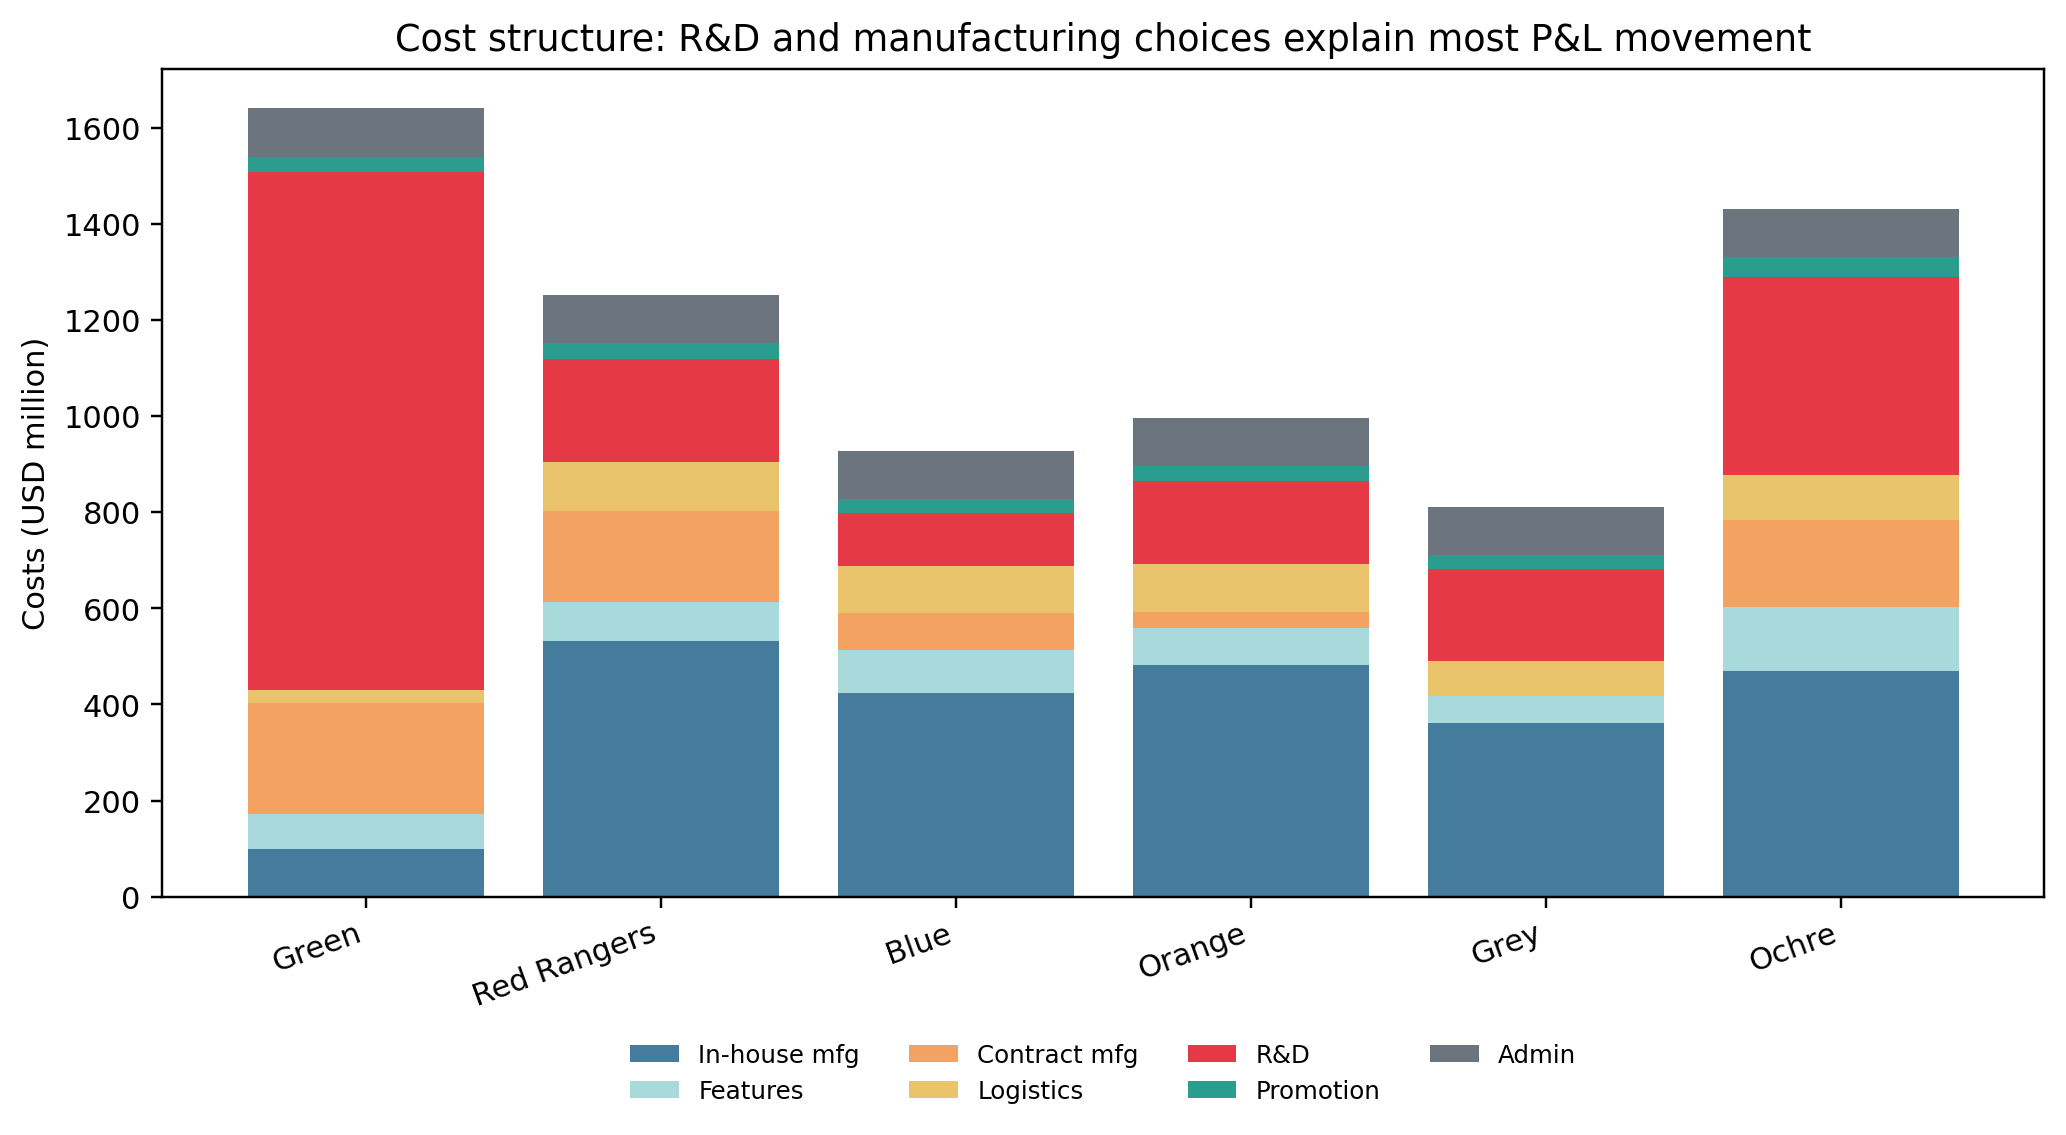 Cost structure: R&D and manufacturing choices explain most P&L movement
Costs (USD million)
1600
1400
1200
1000
800
600
400
200
0
Green
Red Rangers
Blue
Orange
Grey
Ochre
In-house mfg
Features
Contract mfg
Logistics
R&D
Promotion
Admin